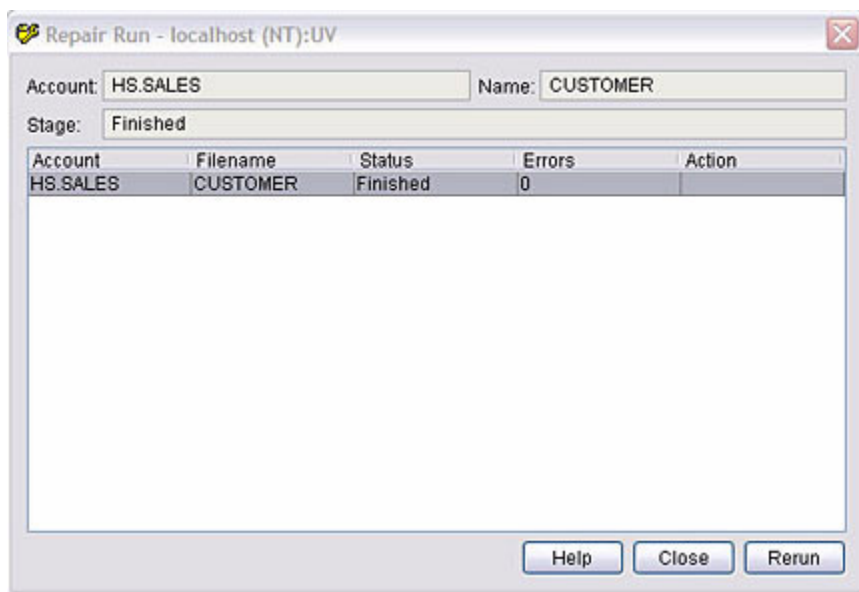 Repair Run - localhost (NT):UV
Account: HS.SALES Name: CUSTOMER
Stage: Finished
Account Filename Status Errors Action
HS.SALES CUSTOMER Finished 0
Help Close Rerun